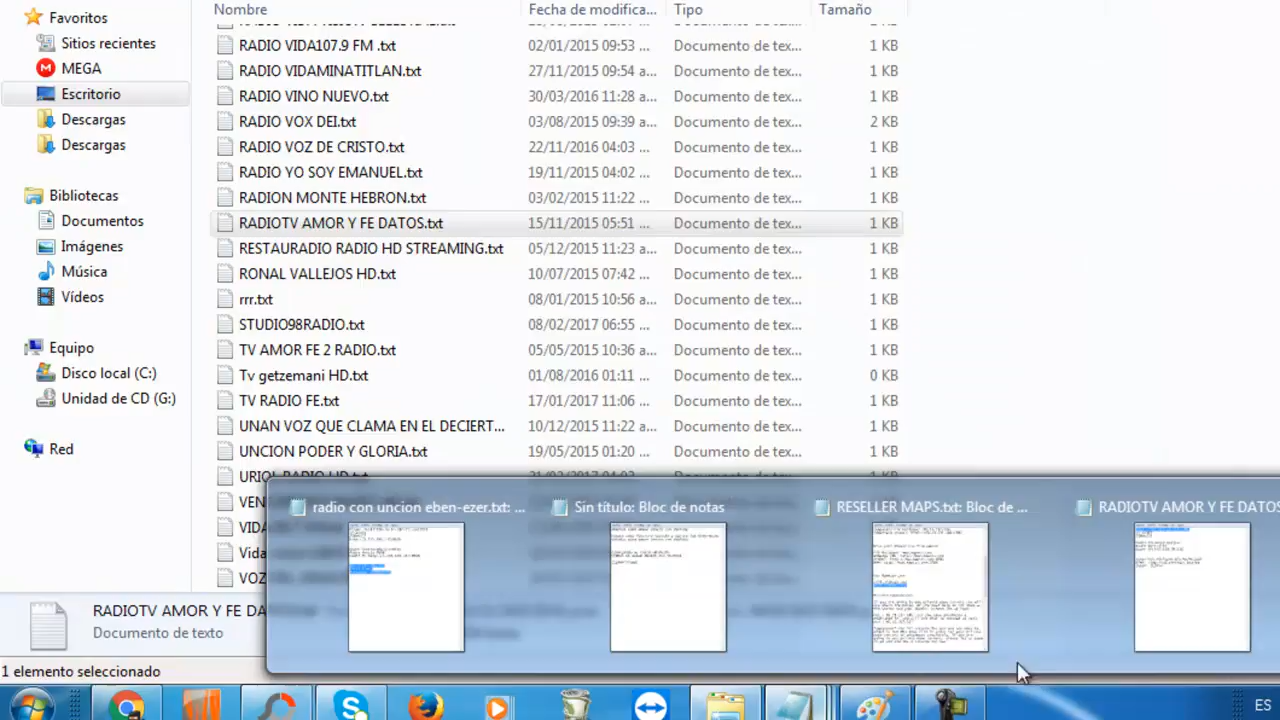 Favoritos
Sitios recientes
MEGA
Escritorio
Descargas
Descargas
Bibliotecas
Documentos
Imágenes
Música
Vídeos
Equipo
Disco local (C:)
Unidad de CD (G:)
Red
Nombre Fecha de modifica... Tipo Tamaño
RADIO VIDA107.9 FM .txt 02/01/2015 09:53 ... Documento de tex... 1 KB
RADIO VIDAMINATITLAN.txt 27/11/2015 09:54 a... Documento de tex... 1 KB
RADIO VINO NUEVO.txt 30/03/2016 11:28 a... Documento de tex... 1 KB
RADIO VOX DEI.txt 03/08/2015 09:39 a... Documento de tex... 2 KB
RADIO VOZ DE CRISTO.txt 22/11/2016 04:03 ... Documento de tex... 1 KB
RADIO YO SOY EMANUEL.txt 19/11/2015 04:02 ... Documento de tex... 1 KB
RADION MONTE HEBRON.txt 03/02/2015 11:22 ... Documento de tex... 1 KB
RADIOTV AMOR Y FE DATOS.txt 15/11/2015 05:51 ... Documento de tex... 1 KB
RESTAURADIO RADIO HD STREAMING.txt 05/12/2015 11:23 a... Documento de tex... 1 KB
RONAL VALLEJOS HD.txt 10/07/2015 07:42 ... Documento de tex... 1 KB
rrr.txt 08/01/2015 10:56 a... Documento de tex... 1 KB
STUDIO98RADIO.txt 08/02/2017 06:55 ... Documento de tex... 1 KB
TV AMOR FE 2 RADIO.txt 05/05/2015 10:36 a... Documento de tex... 1 KB
Tv getzemani HD.txt 01/08/2016 01:11 ... Documento de tex... 0 KB
TV RADIO FE.txt 17/01/2017 11:06 ... Documento de tex... 1 KB
UNAN VOZ QUE CLAMA EN EL DECIERT... 10/12/2015 11:22 a... Documento de tex... 1 KB
UNCION PODER Y GLORIA.txt 19/05/2015 01:20 ... Documento de tex... 1 KB
URIOL RADIO HD.txt
VEN
VIDA
Vida
VOZ
radio con uncion eben-ezer.txt: ... Sin título: Bloc de notas RESELLER MAPS.txt: Bloc de ... RADIOTV AMOR Y FE DATOS
RADIOTV AMOR Y FE DA
Documento de texto
1 elemento seleccionado
ES